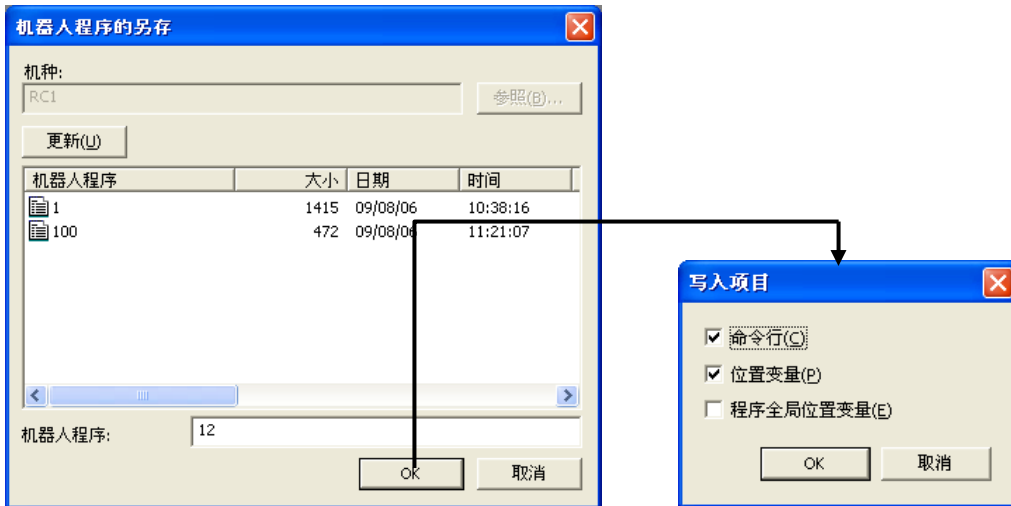 机器人程序的另存
机种:
RC1
参照(B)...
更新(U)
机器人程序 大小 日期 时间
1 1415 09/08/06 10:38:16
100 472 09/08/06 11:21:07
机器人程序: 12
OK 取消
写入项目
命令行(C)
位置变量(P)
程序全局位置变量(E)
OK 取消